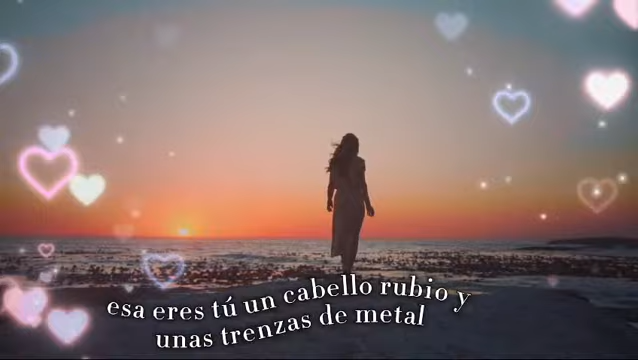 esa eres tú un cabello rubio y
unas trenzas de metal